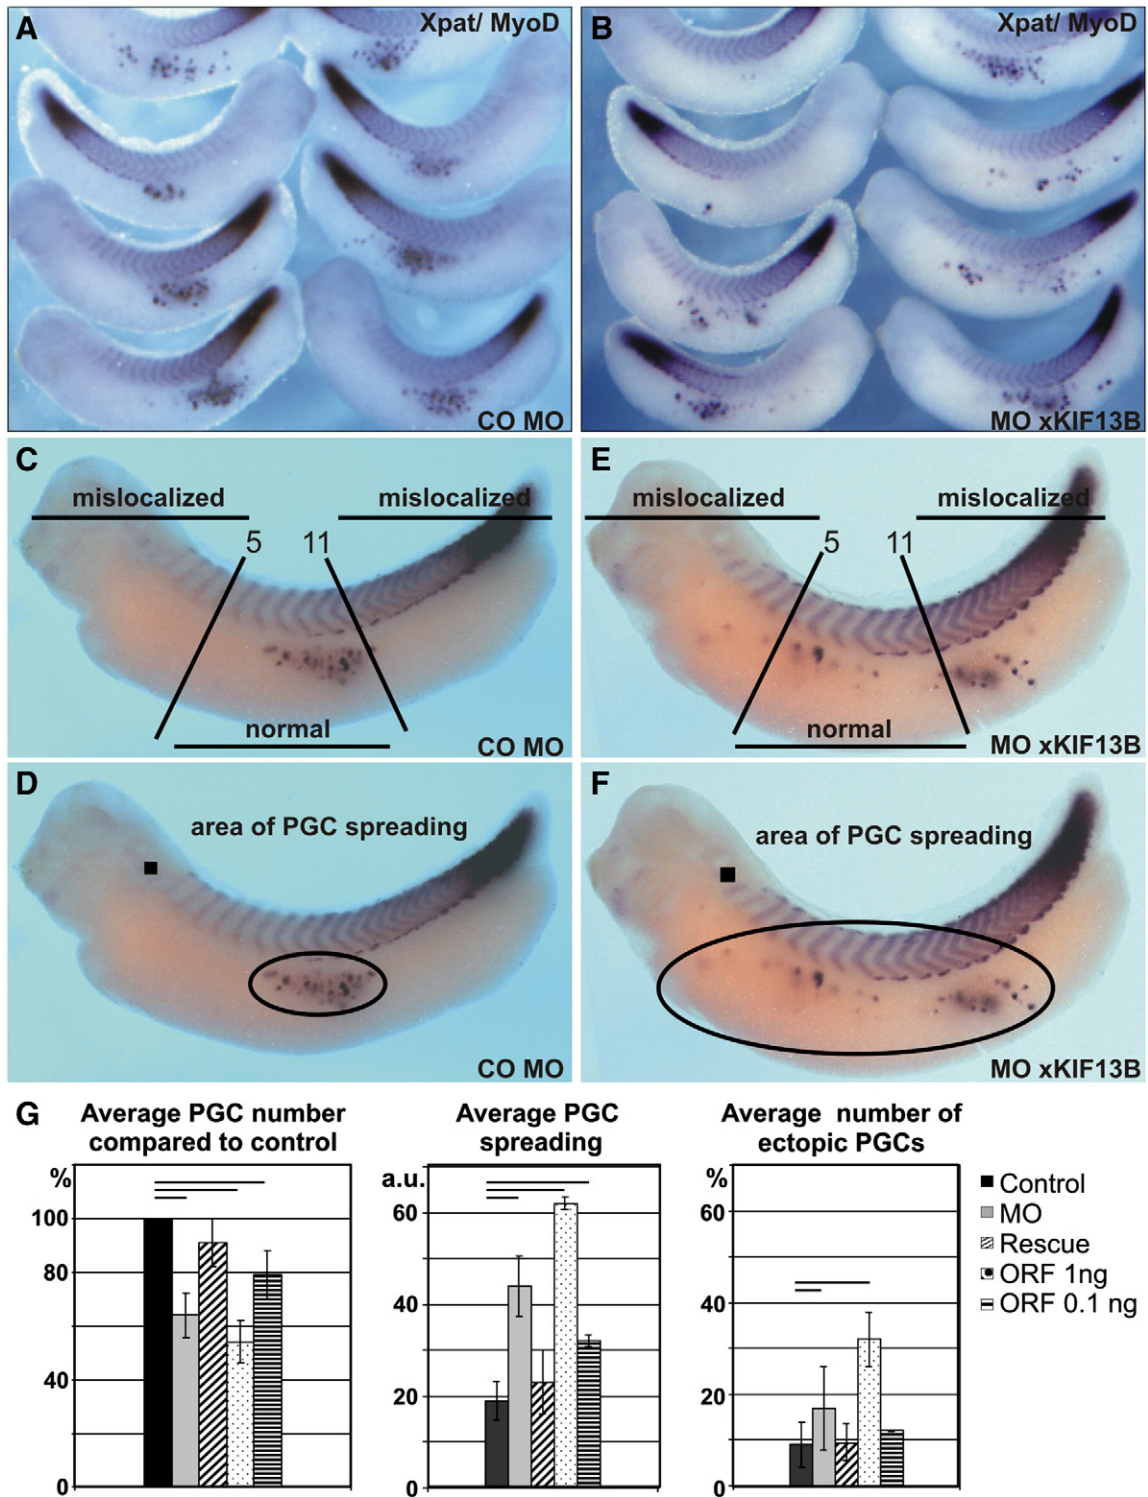 A
Xpat/ MyoD
CO MO
B
Xpat/ MyoD
MO xKIF13B
C
mislocalized
mislocalized
5
11
normal
CO MO
E
mislocalized
mislocalized
5
11
normal
MO xKIF13B
D
area of PGC spreading
CO MO
F
area of PGC spreading
MO xKIF13B
G
Average PGC number
compared to control
%
100
80
40
0
Average PGC
spreading
a.u.
60
40
20
0
Average number of
ectopic PGCs
%
60
40
20
0
Control
MO
Rescue
ORF 1ng
ORF 0.1 ng